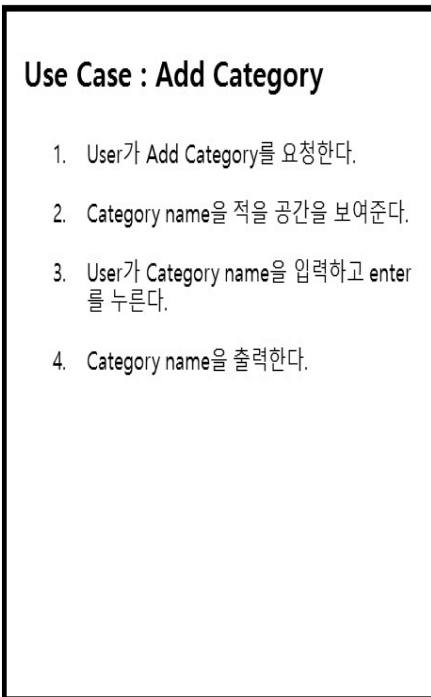 Use Case : Add Category
1. User가 Add Category를 요청한다.
2. Category name을 적을 공간을 보여준다.
3. User가 Category name을 입력하고 enter
를 누른다.
4. Category name을 출력한다.